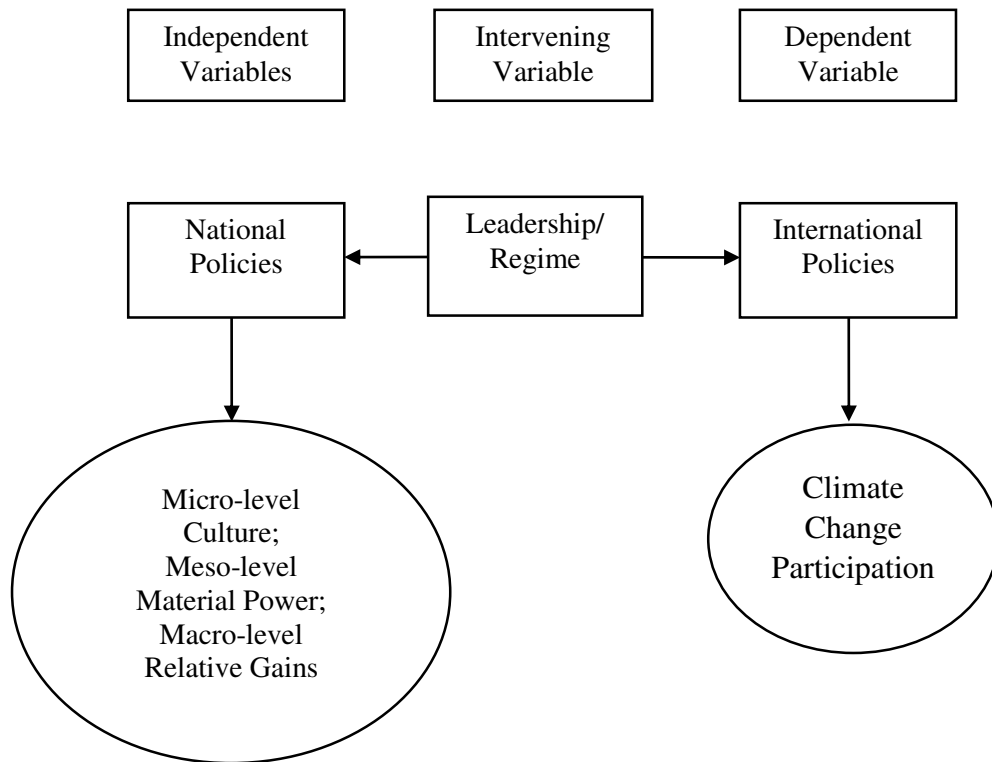 Independent
Variables
Intervening
Variable
Dependent
Variable
National
Policies
Leadership/
Regime
International
Policies
Micro-level
Culture;
Meso-level
Material Power;
Macro-level
Relative Gains
Climate
Change
Participation